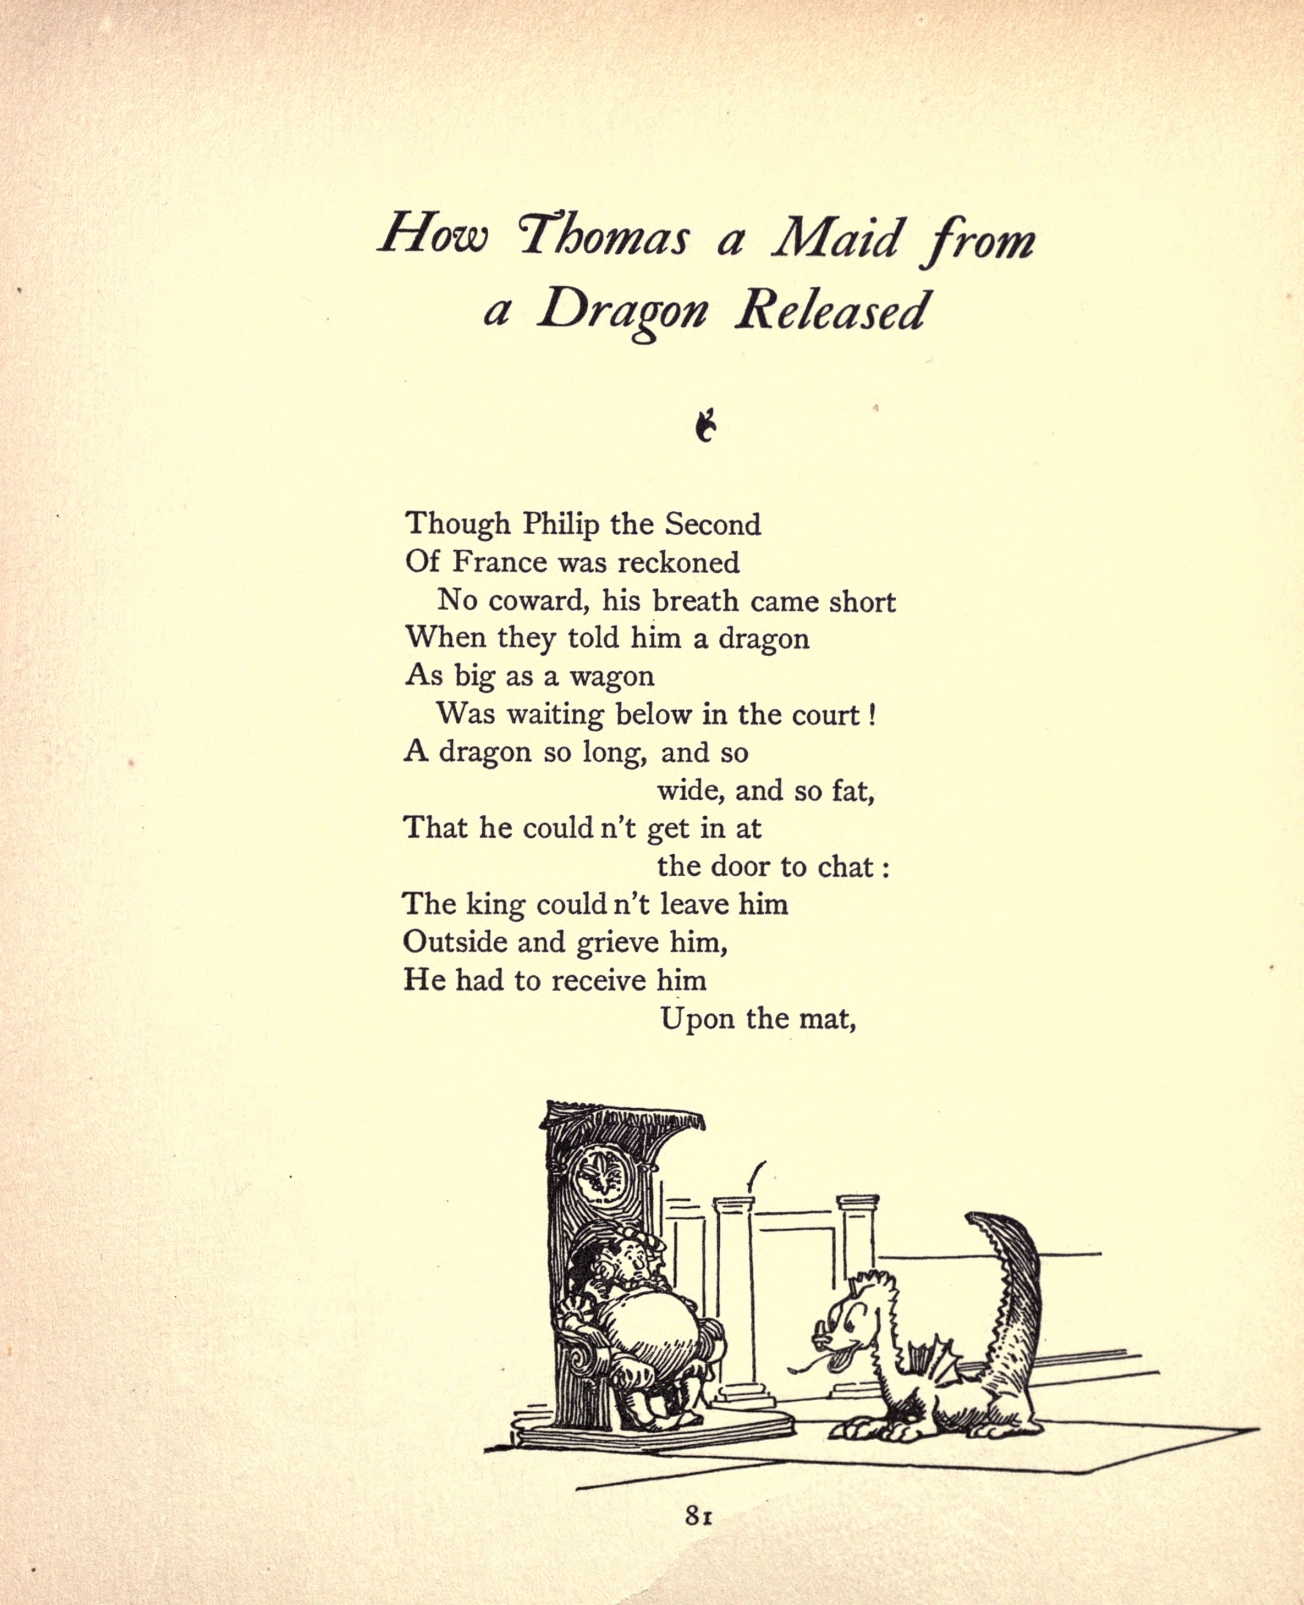 How Thomas a Maid from
a Dragon Released
Though Philip the Second
Of France was reckoned
No coward, his breath came short
When they told him a dragon
As big as a wagon
Was waiting below in the court!
A dragon so long, and so
wide, and so fat,
That he couldn't get in at
the door to chat:
The king couldn't leave him
Outside and grieve him,
He had to receive him
Upon the mat,
81